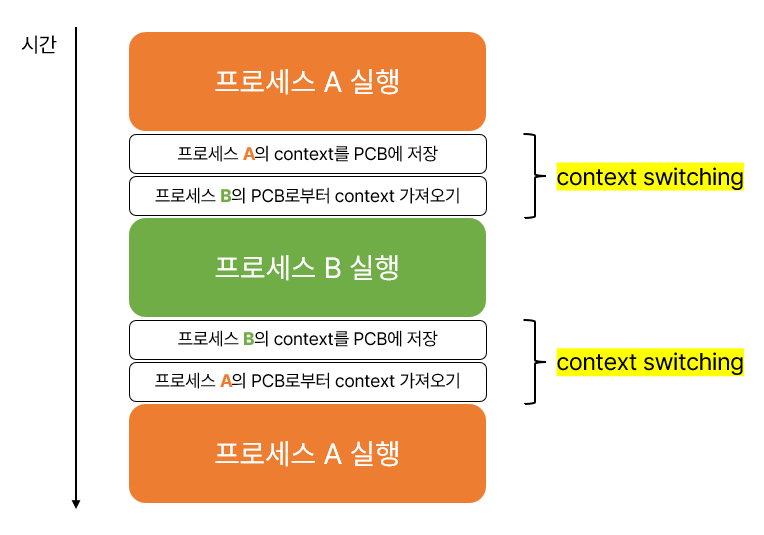 시간
프로세스 A 실행
프로세스 A의 context를 PCB에 저장
프로세스 B의 PCB로부터 context 가져오기
context switching
프로세스 B 실행
프로세스 B의 context를 PCB에 저장
프로세스 A의 PCB로부터 context 가져오기
context switching
프로세스 A 실행